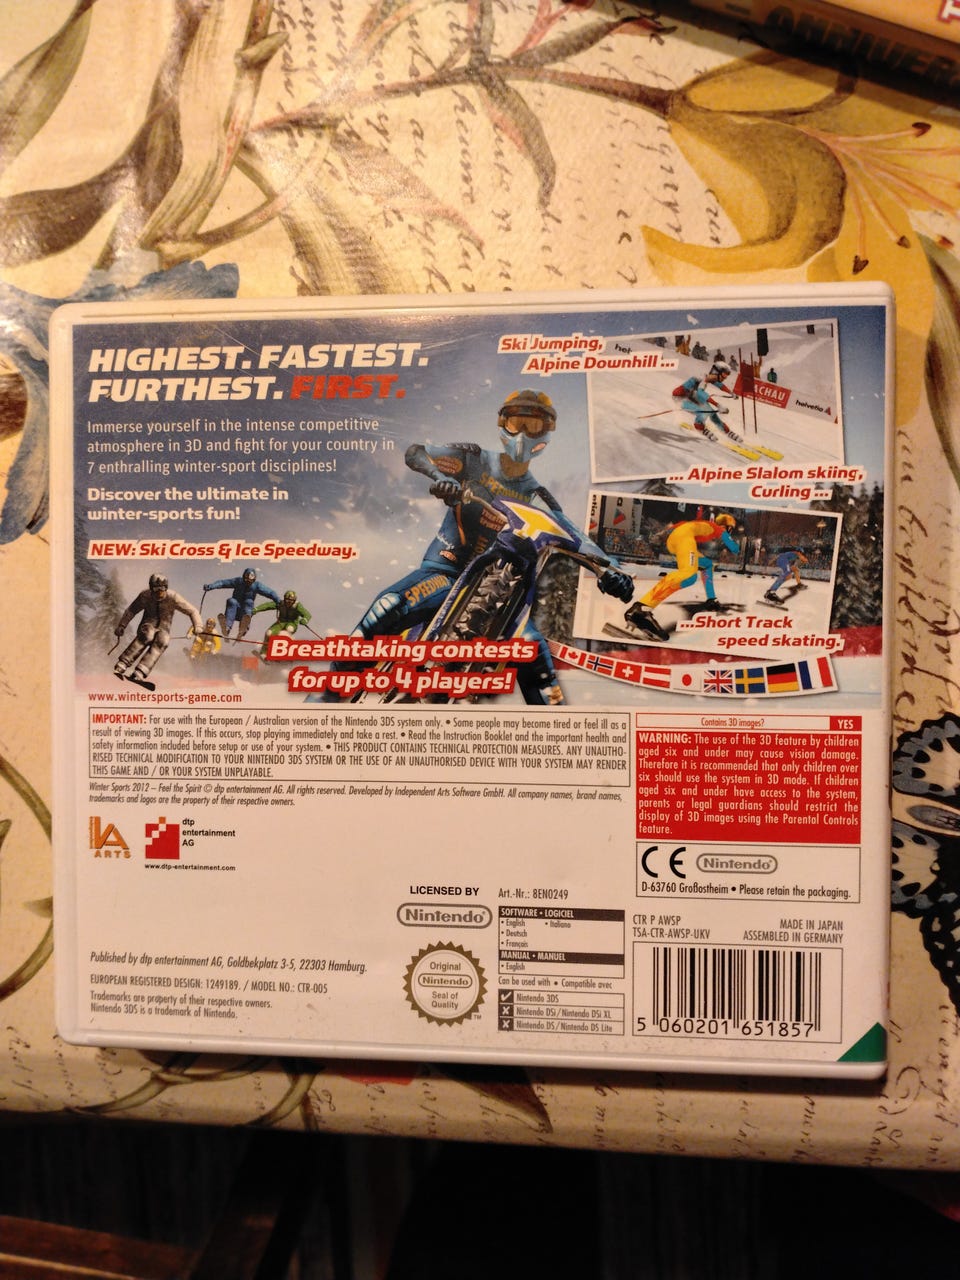 HIGHEST. FASTEST.
FURTHEST. FIRST.
Immerse yourself in the intense competitive
atmosphere in 3D and fight for your country in
7 enthralling winter-sport disciplines!
Discover the ultimate in
winter-sports fun!
NEW: Ski Cross & Ice Speedway.
Ski Jumping,
Alpine Downhill ...
ACHAU
helvetia
... Alpine Slalom skiing,
Curling ...
SPEEDWAY
...Short Track
speed skating.
Breathtaking contests
for up to 4 players!
www.wintersports-game.com
IMPORTANT: For use with the European / Australian version of the Nintendo 3DS system only. • Some people may become tired or feel ill as a
result of viewing 3D images. If this occurs, stop playing immediately and take a rest. • Read the Instruction Booklet and the important health and
safety information included before setup or use of your system. • THIS PRODUCT CONTAINS TECHNICAL PROTECTION MEASURES. ANY UNAUTHO-
RISED TECHNICAL MODIFICATION TO YOUR NINTENDO 3DS SYSTEM OR THE USE OF AN UNAUTHORISED DEVICE WITH YOUR SYSTEM MAY RENDER
THIS GAME AND / OR YOUR SYSTEM UNPLAYABLE.
Winter Sports 2012 – Feel the Spirit © dtp entertainment AG. All rights reserved. Developed by Independent Arts Software GmbH. All company names, brand names,
trademarks and logos are the property of their respective owners.
Contains 3D images? YES
WARNING: The use of the 3D feature by children
aged six and under may cause vision damage.
Therefore it is recommended that only children over
six should use the system in 3D mode. If children
aged six and under have access to the system,
parents or legal guardians should restrict the
display of 3D images using the Parental Controls
feature.
IA
ARTS
dtp
entertainment
AG
www.dtp-entertainment.com
CE Nintendo
D-63760 Großostheim • Please retain the packaging.
LICENSED BY
Nintendo
Art.-Nr.: 8EN0249
SOFTWARE • LOGICIEL
• English • Italiano
• Deutsch
• Français
MANUAL • MANUEL
• English
Can be used with • Compatible avec
Nintendo 3DS
Nintendo DSi / Nintendo DSi XL
Nintendo DS / Nintendo DS Lite
CTR P AWSP
TSA-CTR-AWSP-UKV
MADE IN JAPAN
ASSEMBLED IN GERMANY
5 060201 651857
Original
Nintendo
Seal of
Quality
TM
Published by dtp entertainment AG, Goldbekplatz 3-5, 22303 Hamburg.
EUROPEAN REGISTERED DESIGN: 1249189. / MODEL NO.: CTR-005
Trademarks are property of their respective owners.
Nintendo 3DS is a trademark of Nintendo.